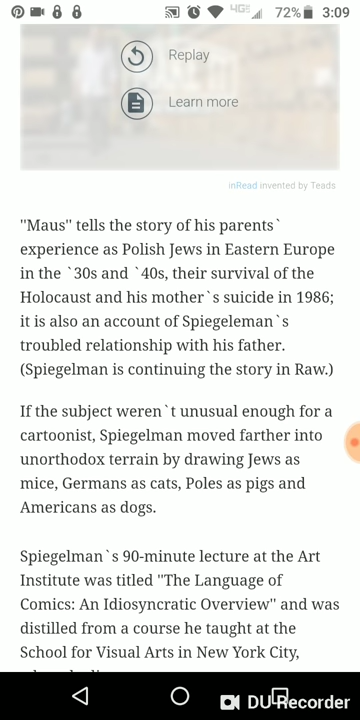 4G 72% 3:09
Replay
Learn more
inRead invented by Teads
"Maus" tells the story of his parents`
experience as Polish Jews in Eastern Europe
in the `30s and `40s, their survival of the
Holocaust and his mother`s suicide in 1986;
it is also an account of Spiegeleman`s
troubled relationship with his father.
(Spiegelman is continuing the story in Raw.)
If the subject weren`t unusual enough for a
cartoonist, Spiegelman moved farther into
unorthodox terrain by drawing Jews as
mice, Germans as cats, Poles as pigs and
Americans as dogs.
Spiegelman`s 90-minute lecture at the Art
Institute was titled "The Language of
Comics: An Idiosyncratic Overview" and was
distilled from a course he taught at the
School for Visual Arts in New York City,
DU Recorder